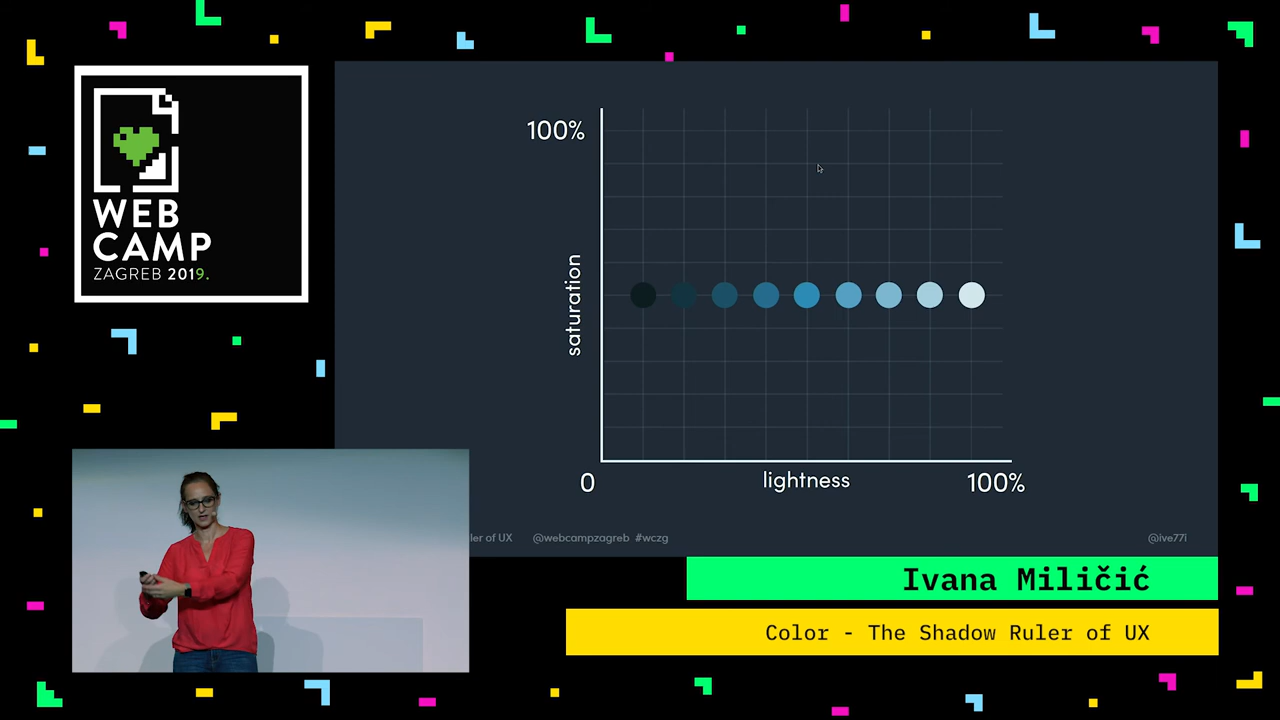 WEB
CAMP
ZAGREB 2019.
100%
saturation
0
lightness
100%
ler of UX
@webcampzagreb #wczg
@ive77i
Ivana Miličić
Color - The Shadow Ruler of UX